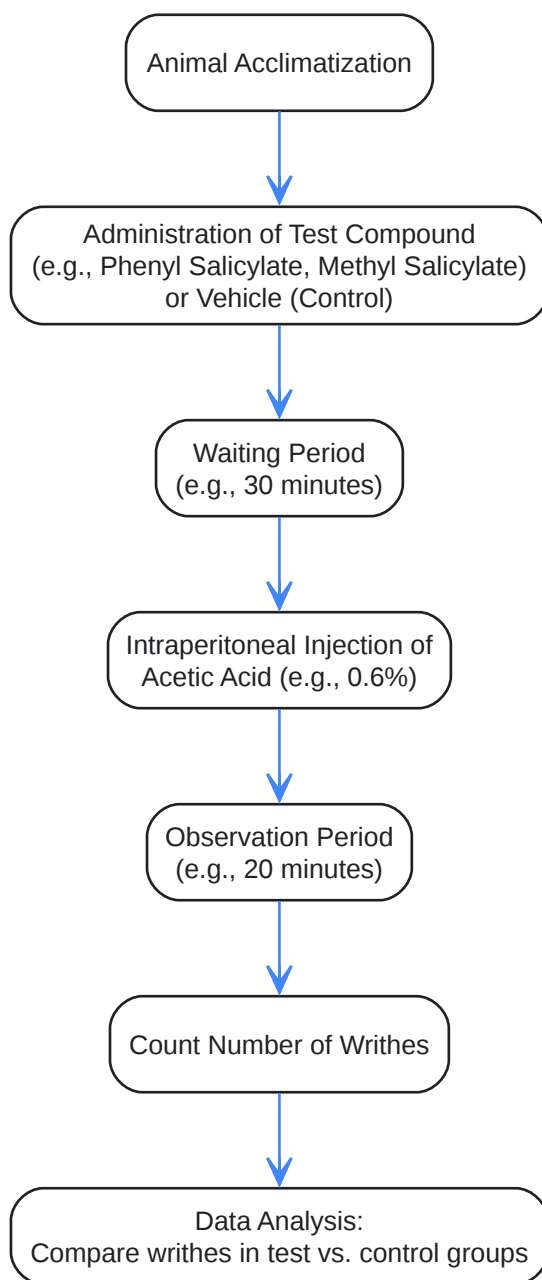 Animal Acclimatization
Administration of Test Compound
(e.g., Phenyl Salicylate, Methyl Salicylate)
or Vehicle (Control)
Waiting Period
(e.g., 30 minutes)
Intraperitoneal Injection of
Acetic Acid (e.g., 0.6%)
Observation Period
(e.g., 20 minutes)
Count Number of Writhes
Data Analysis:
Compare writhes in test vs. control groups